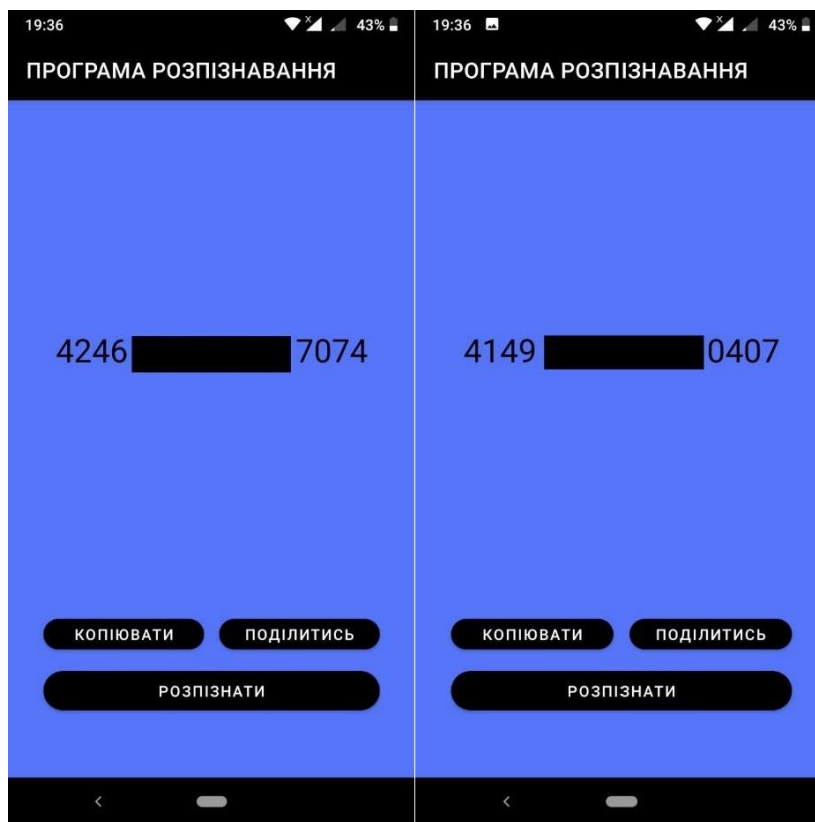 19:36 43%
ПРОГРАМА РОЗПІЗНАВАННЯ
4246 7074
КОПІЮВАТИ ПОДІЛИТИСЬ
РОЗПІЗНАТИ
19:36 43%
ПРОГРАМА РОЗПІЗНАВАННЯ
4149 0407
КОПІЮВАТИ ПОДІЛИТИСЬ
РОЗПІЗНАТИ